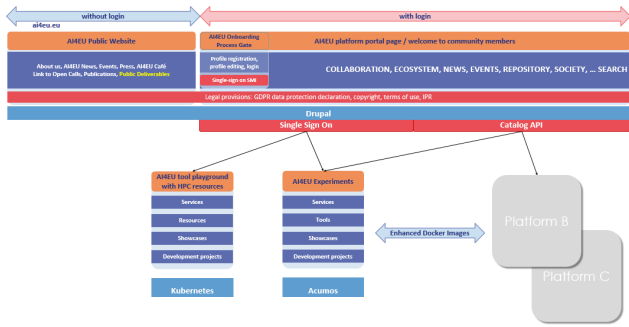 without login
with login
ai4eu.eu
AI4EU Public Website
AI4EU Onboarding
Process Gate
AI4EU platform portal page / welcome to community members
About us, AI4EU News, Events, Press, AI4EU Café
Link to Open Calls, Publications, Public Deliverables
Profile registration,
profile editing, login
Single-sign on SMI
COLLABORATION, ECOSYSTEM, NEWS, EVENTS, REPOSITORY, SOCIETY, ... SEARCH
Legal provisions: GDPR data protection declaration, copyright, terms of use, IPR
Drupal
Single Sign On
Catalog API
AI4EU tool playground
with HPC resources
Services
Resources
Showcases
Development projects
Kubernetes
AI4EU Experiments
Services
Tools
Showcases
Development projects
Acumos
Enhanced Docker Images
Platform B
Platform C